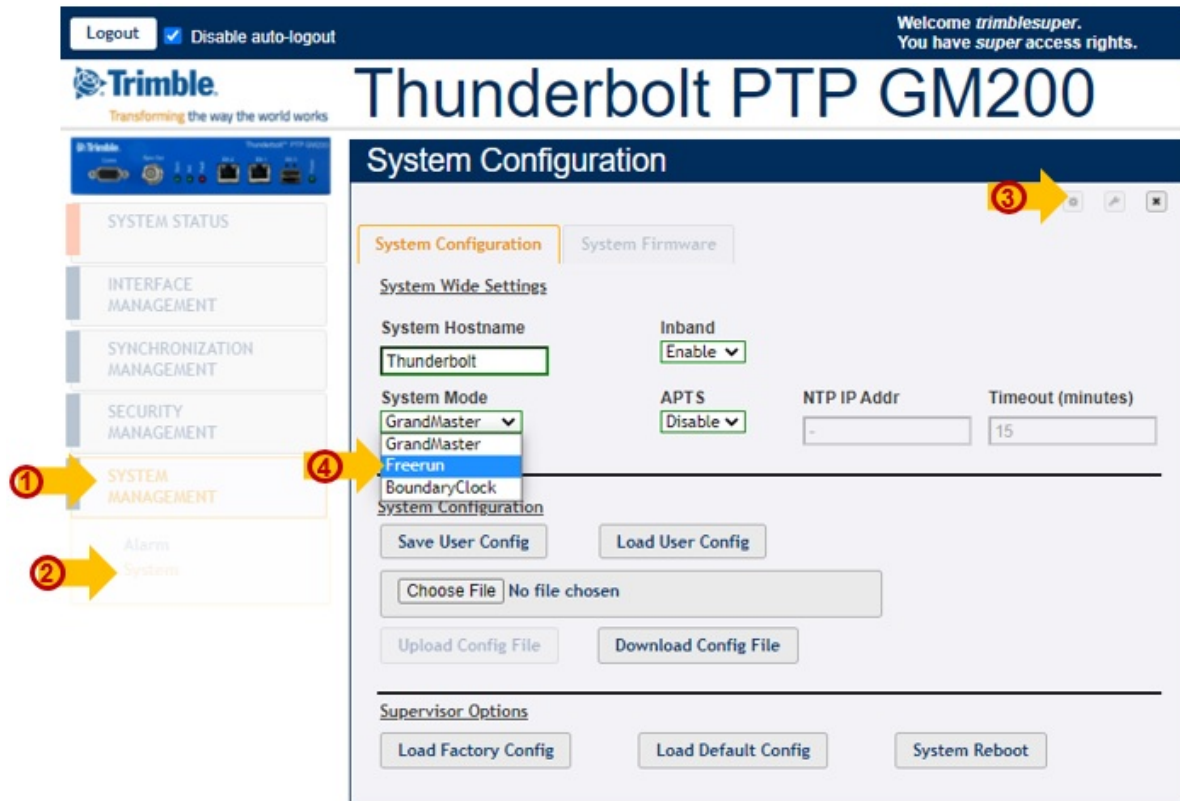 Logout Disable auto-logout
Welcome trimblesuper.
You have super access rights.
Trimble.
Transforming the way the world works
Thunderbolt PTP GM200
Trimble.
System Configuration
3
SYSTEM STATUS
INTERFACE
MANAGEMENT
SYNCHRONIZATION
MANAGEMENT
SECURITY
MANAGEMENT
1
SYSTEM
MANAGEMENT
Alarm
2
System
System Configuration System Firmware
System Wide Settings
System Hostname Inband
Thunderbolt Enable
System Mode APTS NTP IP Addr Timeout (minutes)
GrandMaster Disable - 15
GrandMaster
4
Freerun
BoundaryClock
System Configuration
Save User Config Load User Config
Choose File No file chosen
Upload Config File Download Config File
Supervisor Options
Load Factory Config Load Default Config System Reboot